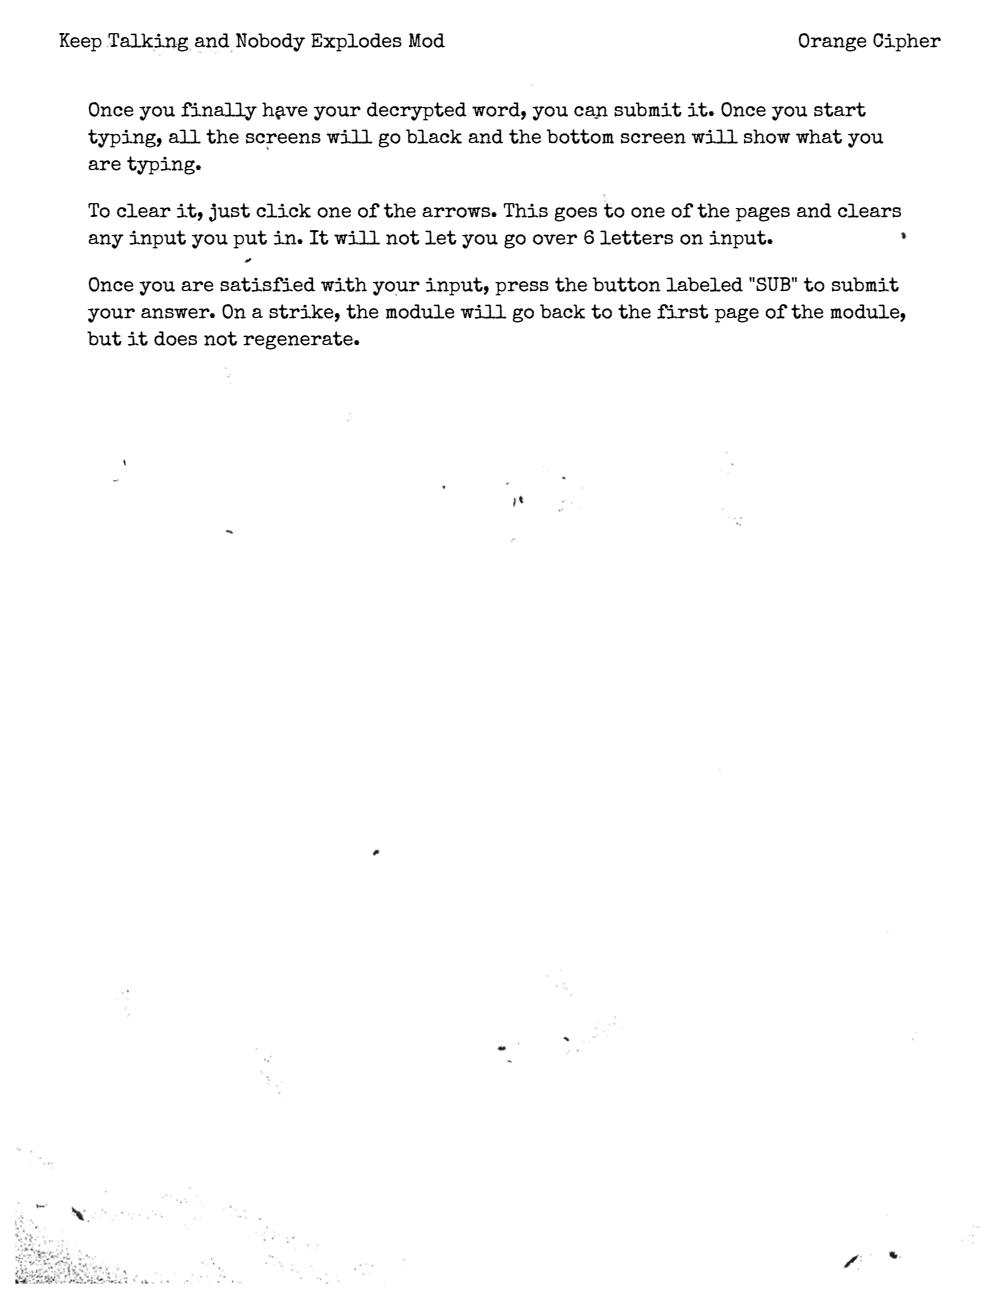 Keep Talking and Nobody Explodes Mod
Orange Cipher
Once you finally have your decrypted word, you can submit it. Once you start
typing, all the screens will go black and the bottom screen will show what you
are typing.
To clear it, just click one of the arrows. This goes to one of the pages and clears
any input you put in. It will not let you go over 6 letters on input.
Once you are satisfied with your input, press the button labeled "SUB" to submit
your answer. On a strike, the module will go back to the first page of the module,
but it does not regenerate.